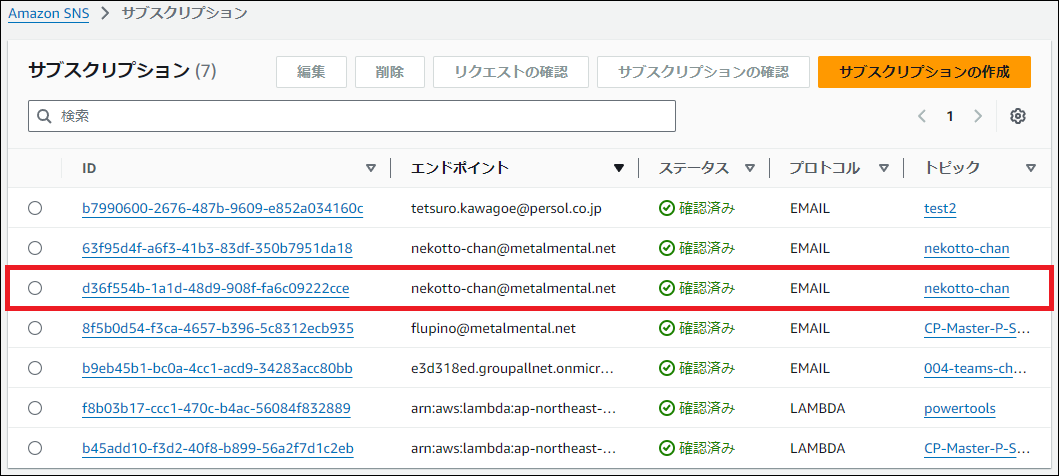 Amazon SNS > サブスクリプション
サブスクリプション (7) 編集 削除 リクエストの確認 サブスクリプションの確認 サブスクリプションの作成
検索 1
ID エンドポイント ステータス プロトコル トピック
b7990600-2676-487b-9609-e852a034160c tetsuro.kawagoe@persol.co.jp 確認済み EMAIL test2
63f95d4f-a6f3-41b3-83df-350b7951da18 nekotto-chan@metalmental.net 確認済み EMAIL nekotto-chan
d36f554b-1a1d-48d9-908f-fa6c09222cce nekotto-chan@metalmental.net 確認済み EMAIL nekotto-chan
8f5b0d54-f3ca-4657-b396-5c8312ecb935 flupino@metalmental.net 確認済み EMAIL CP-Master-P-S...
b9eb45b1-bc0a-4cc1-acd9-34283acc80bb e3d318ed.groupallnet.onmicr... 確認済み EMAIL 004-teams-ch...
f8b03b17-ccc1-470c-b4ac-56084f832889 arn:aws:lambda:ap-northeast-... 確認済み LAMBDA powertools
b45add10-f3d2-40f8-b899-56a2f7d1c2eb arn:aws:lambda:ap-northeast-... 確認済み LAMBDA CP-Master-P-S...